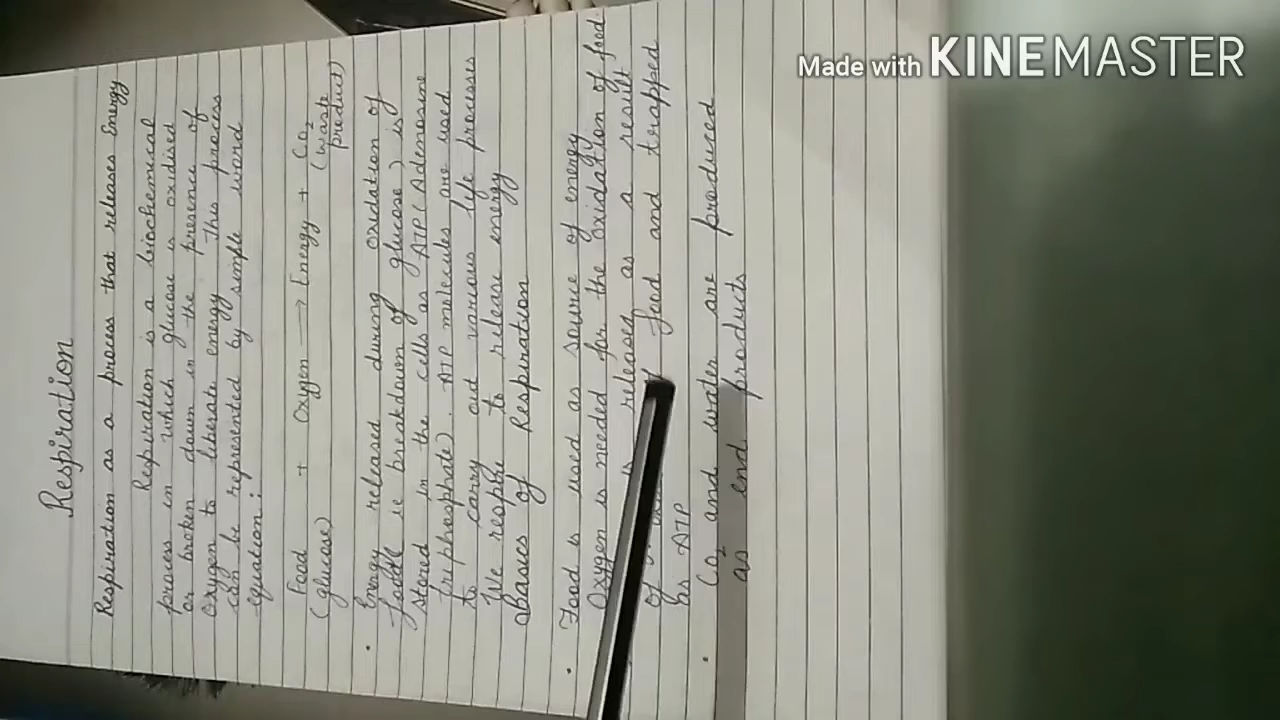 Made with KINEMASTER
Respiration
Respiration as a process that releases Energy
Respiration is a biochemical
process in which glucose is oxidised
or broken down in the presence of
oxygen to liberate energy. This process
can be represented by simple word
equation:
Food + Oxygen → Energy + CO2
(glucose) (waste product)
• Energy released during oxidation of
food ie breakdown of glucose) is
stored in the cells as ATP (Adenosine
triphosphate). ATP molecules are used
to carry out various life processes
We respire to release energy
basics of Respiration
• Food is used as source of energy
Oxygen is needed for the oxidation of food
released as a result
of food and trapped
as ATP
• CO2 and water are produced
as end products